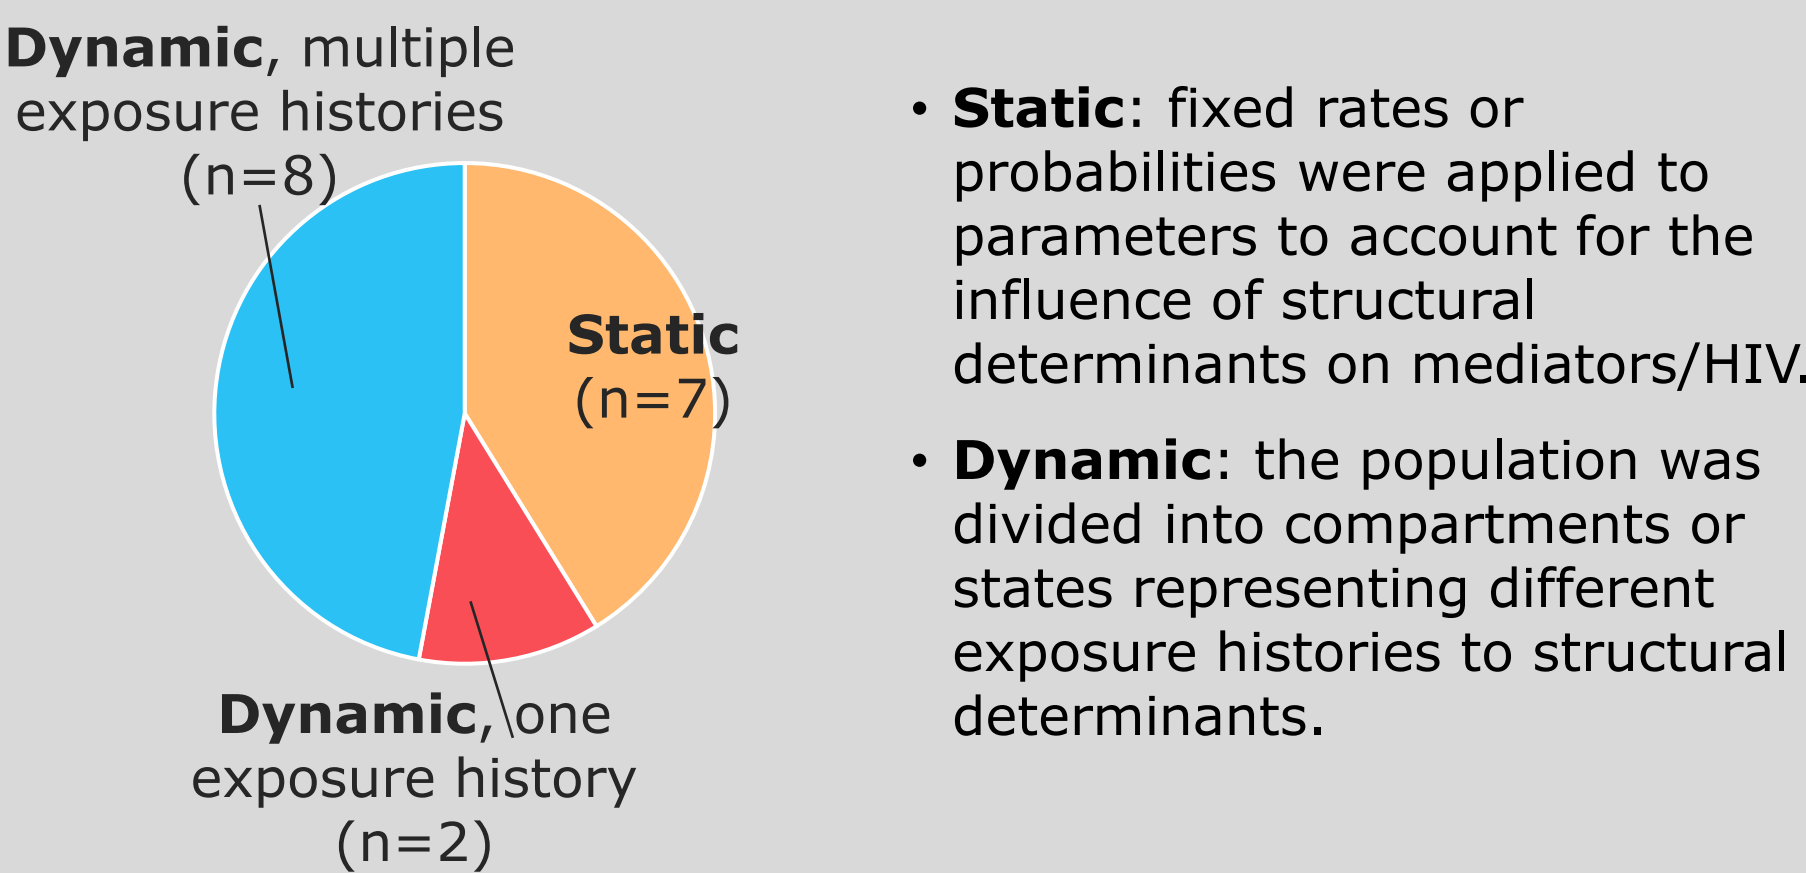 Dynamic, multiple
exposure histories
(n=8)
Static
(n=7)
Dynamic, one
exposure history
(n=2)
• Static: fixed rates or
probabilities were applied to
parameters to account for the
influence of structural
determinants on mediators/HIV.
• Dynamic: the population was
divided into compartments or
states representing different
exposure histories to structural
determinants.